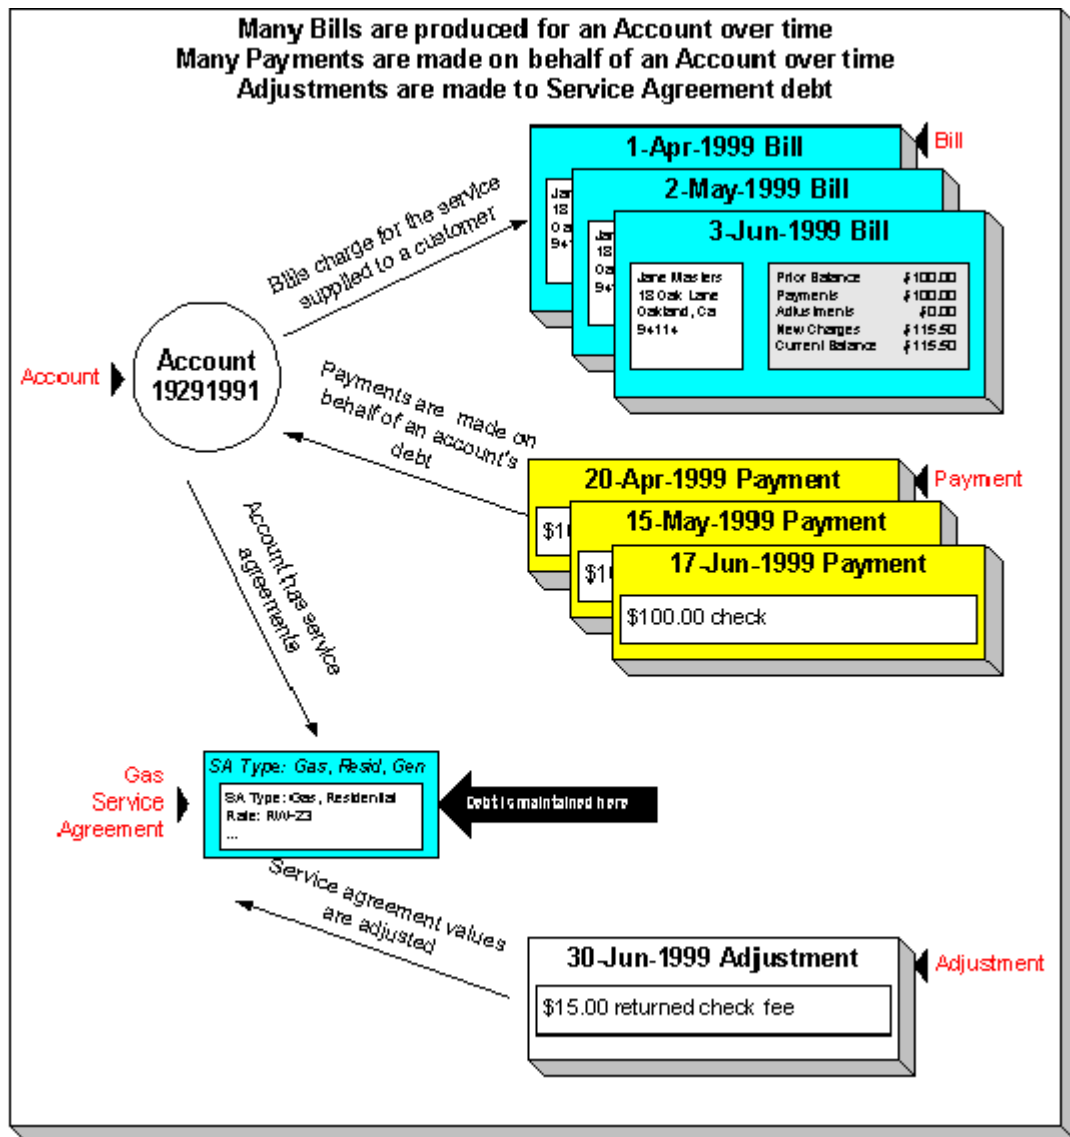 Many Bills are produced for an Account over time
Many Payments are made on behalf of an Account over time
Adjustments are made to Service Agreement debt
1-Apr-1999 Bill
Bill
2-May-1999 Bill
3-Jun-1999 Bill
Jane Masters
18 Oak Lane
Oakland, Ca
94114
Prior Balance $100.00
Payments $100.00
Adjustments $0.00
New Charges $115.50
Current Balance $115.50
Bills charge for the service
supplied to a customer
Account
Account
19291991
Payments are made on
behalf of an account's
debt
20-Apr-1999 Payment
Payment
15-May-1999 Payment
17-Jun-1999 Payment
$100.00 check
Account has service
agreements
Gas
Service
Agreement
SA Type: Gas, Resid, Gen
SA Type: Gas, Residential
Rate: RW-23
...
Debt is maintained here
Service agreement values
are adjusted
30-Jun-1999 Adjustment
Adjustment
$15.00 returned check fee